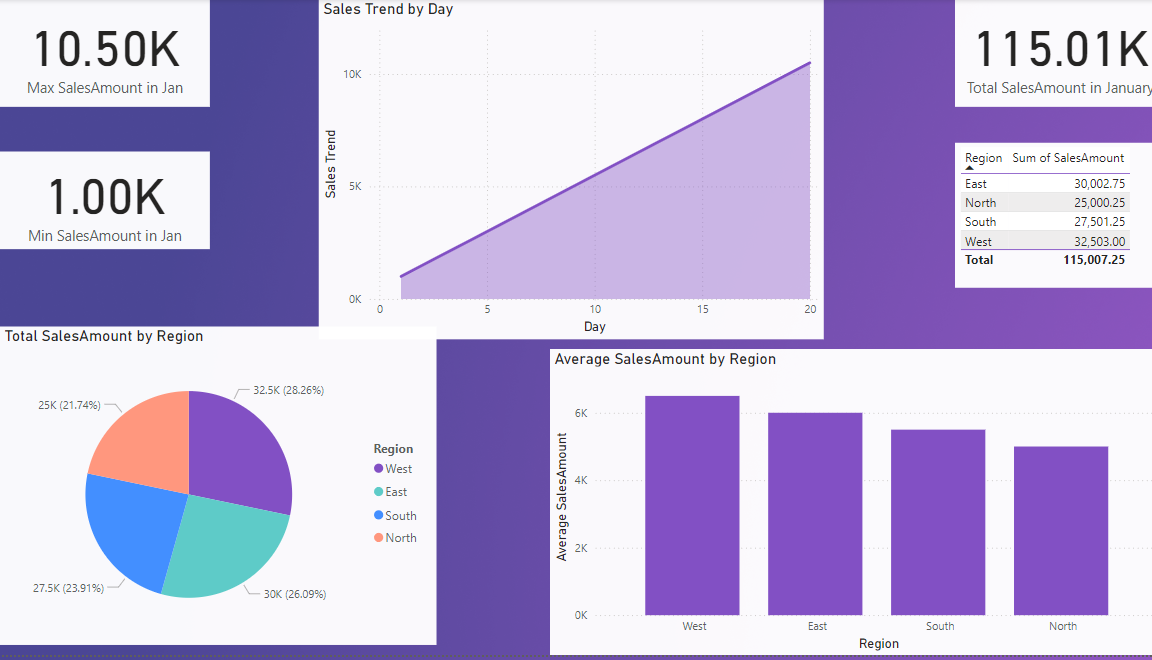 10.50K
Max SalesAmount in Jan
1.00K
Min SalesAmount in Jan
Sales Trend by Day
Sales Trend
10K
5K
0K
0 5 10 15 20
Day
115.01K
Total SalesAmount in January
Region Sum of SalesAmount
East 30,002.75
North 25,000.25
South 27,501.25
West 32,503.00
Total 115,007.25
Total SalesAmount by Region
32.5K (28.26%)
25K (21.74%)
27.5K (23.91%)
30K (26.09%)
Region
West
East
South
North
Average SalesAmount by Region
Average SalesAmount
6K
4K
2K
0K
West East South North
Region